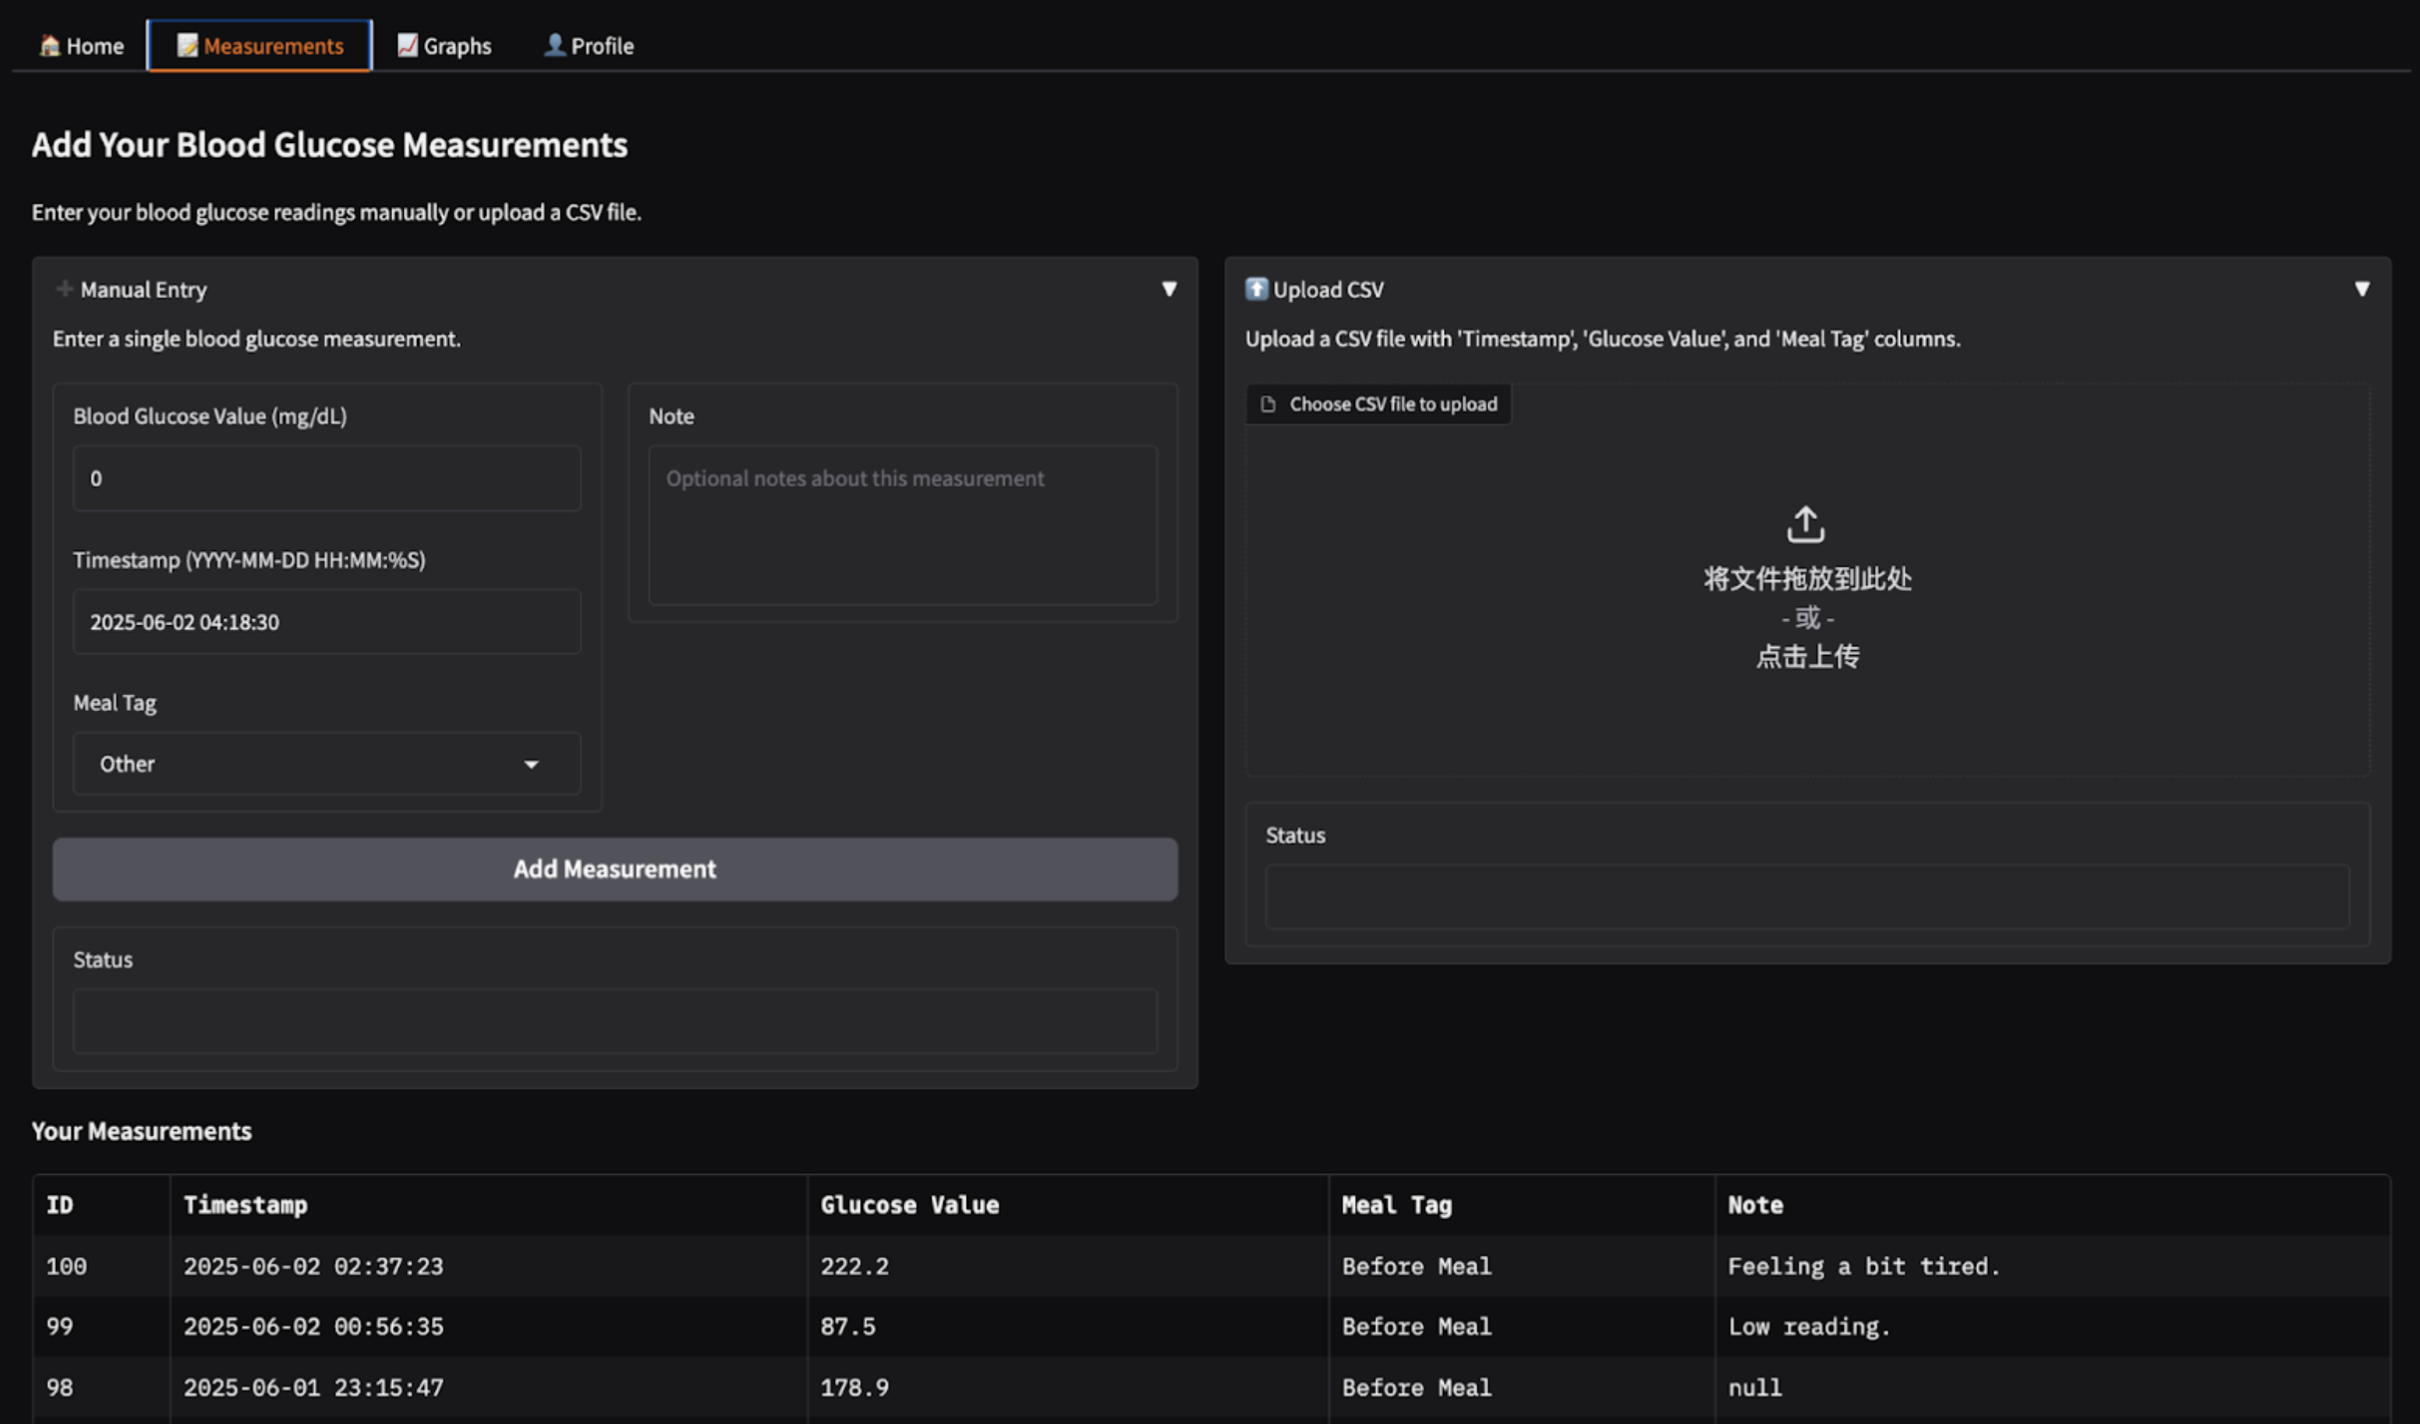 Home Measurements Graphs Profile
Add Your Blood Glucose Measurements
Enter your blood glucose readings manually or upload a CSV file.
Manual Entry
Enter a single blood glucose measurement.
Blood Glucose Value (mg/dL)
0
Timestamp (YYYY-MM-DD HH:MM:%S)
2025-06-02 04:18:30
Meal Tag
Other
Note
Optional notes about this measurement
Add Measurement
Status
Upload CSV
Upload a CSV file with 'Timestamp', 'Glucose Value', and 'Meal Tag' columns.
Choose CSV file to upload
将文件拖放到此处
- 或 -
点击上传
Status
Your Measurements
ID Timestamp Glucose Value Meal Tag Note
100 2025-06-02 02:37:23 222.2 Before Meal Feeling a bit tired.
99 2025-06-02 00:56:35 87.5 Before Meal Low reading.
98 2025-06-01 23:15:47 178.9 Before Meal null